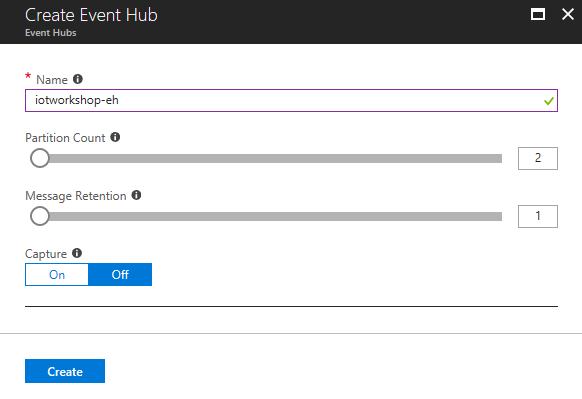 Create Event Hub
Event Hubs
* Name
iotworkshop-eh
Partition Count
2
Message Retention
1
Capture
On Off
Create